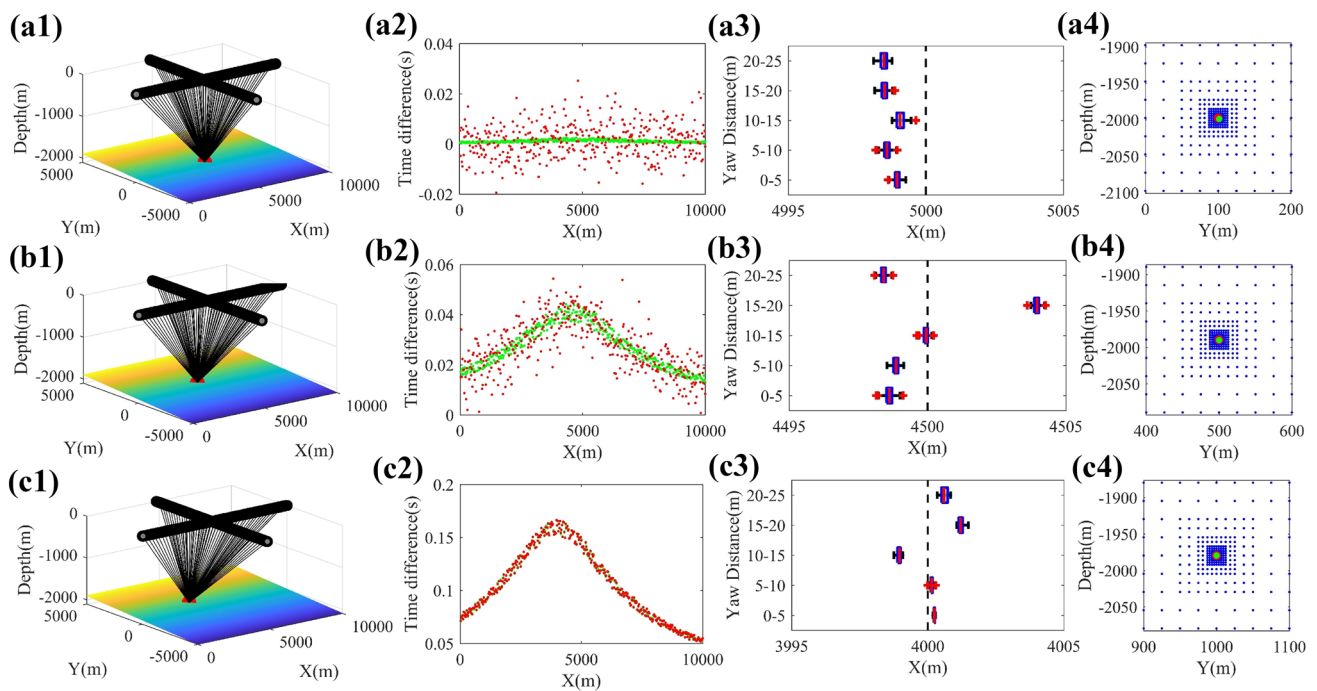 (a1)
0
-1000
-2000
5000
0
-5000
0
5000
10000
Depth(m)
Y(m)
X(m)
(a2)
0.04
0.02
0
-0.02
0
5000
10000
Time difference(s)
X(m)
(a3)
20-25
15-20
10-15
5-10
0-5
4995
5000
5005
Yaw Distance(m)
X(m)
(a4)
-1900
-1950
-2000
-2050
-2100
0
100
200
Depth(m)
Y(m)
(b1)
0
-1000
-2000
5000
0
-5000
0
5000
10000
Depth(m)
Y(m)
X(m)
(b2)
0.06
0.04
0.02
0
0
5000
10000
Time difference(s)
X(m)
(b3)
20-25
15-20
10-15
5-10
0-5
4495
4500
4505
Yaw Distance(m)
X(m)
(b4)
-1900
-1950
-2000
-2050
400
500
600
Depth(m)
Y(m)
(c1)
0
-1000
-2000
5000
0
-5000
0
5000
10000
Depth(m)
Y(m)
X(m)
(c2)
0.2
0.15
0.1
0.05
0
5000
10000
Time difference(s)
X(m)
(c3)
20-25
15-20
10-15
5-10
0-5
3995
4000
4005
Yaw Distance(m)
X(m)
(c4)
-1900
-1950
-2000
-2050
900
1000
1100
Depth(m)
Y(m)